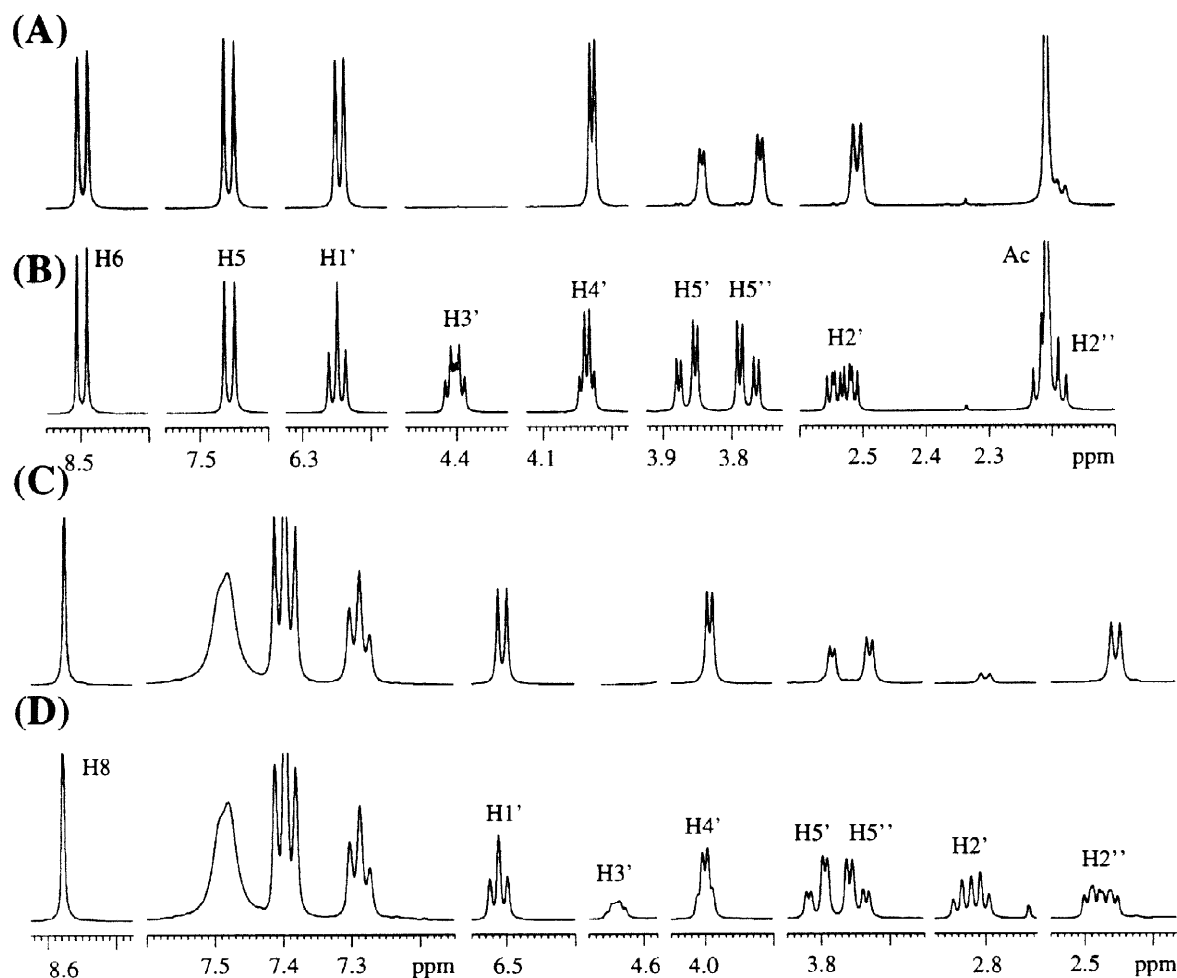 (A)
(B)
H6
H5
H1'
H3'
H4'
H5'
H5''
H2'
Ac
H2''
8.5
7.5
6.3
4.4
4.1
3.9
3.8
2.5
2.4
2.3
ppm
(C)
(D)
H8
H1'
H3'
H4'
H5'
H5''
H2'
H2''
8.6
7.5
7.4
7.3
ppm
6.5
4.6
4.0
3.8
2.8
2.5
ppm